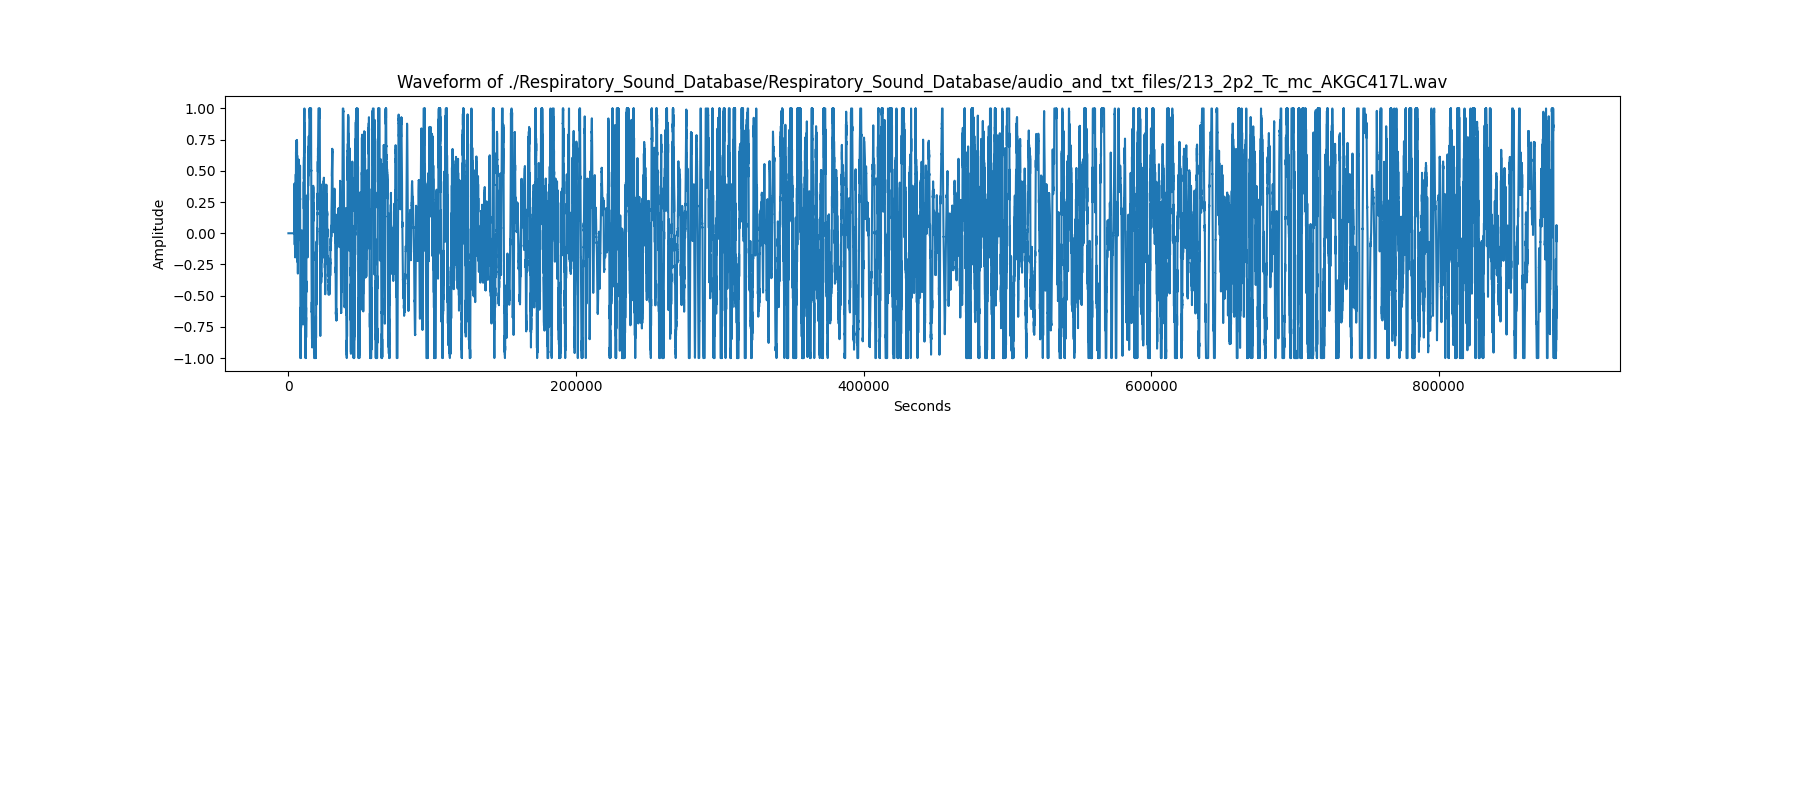 Waveform of ./Respiratory_Sound_Database/Respiratory_Sound_Database/audio_and_txt_files/213_2p2_Tc_mc_AKGC417L.wav
1.00
0.75
0.50
0.25
0.00
−0.25
−0.50
−0.75
−1.00
Amplitude
0 200000 400000 600000 800000
Seconds